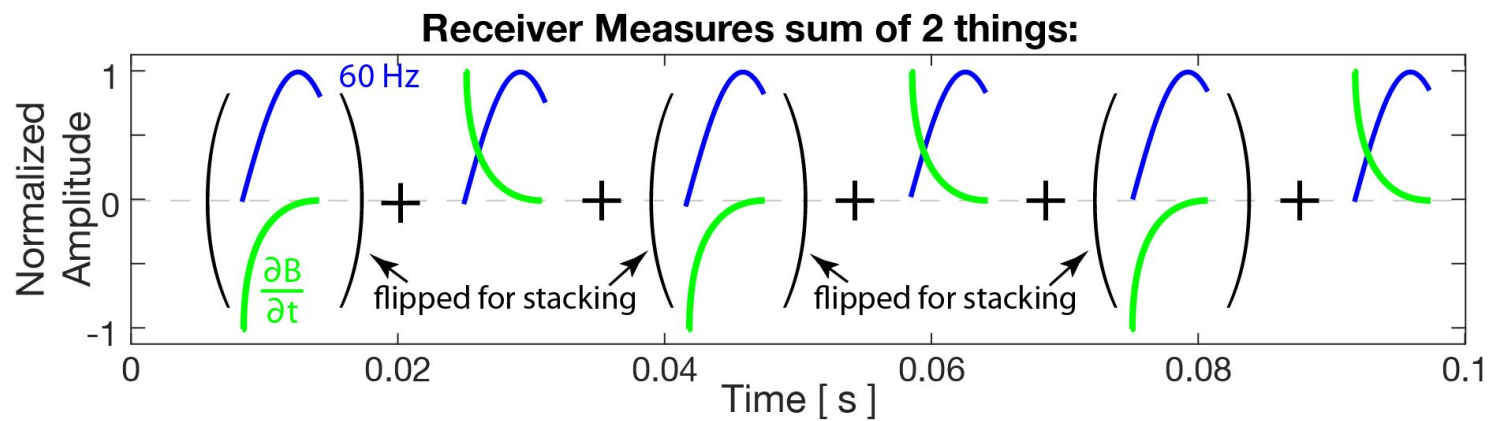 Receiver Measures sum of 2 things:
Normalized
Amplitude
1
0
-1
60 Hz
+ + + + +
∂B
∂t
flipped for stacking
flipped for stacking
0 0.02 0.04 0.06 0.08 0.1
Time [ s ]